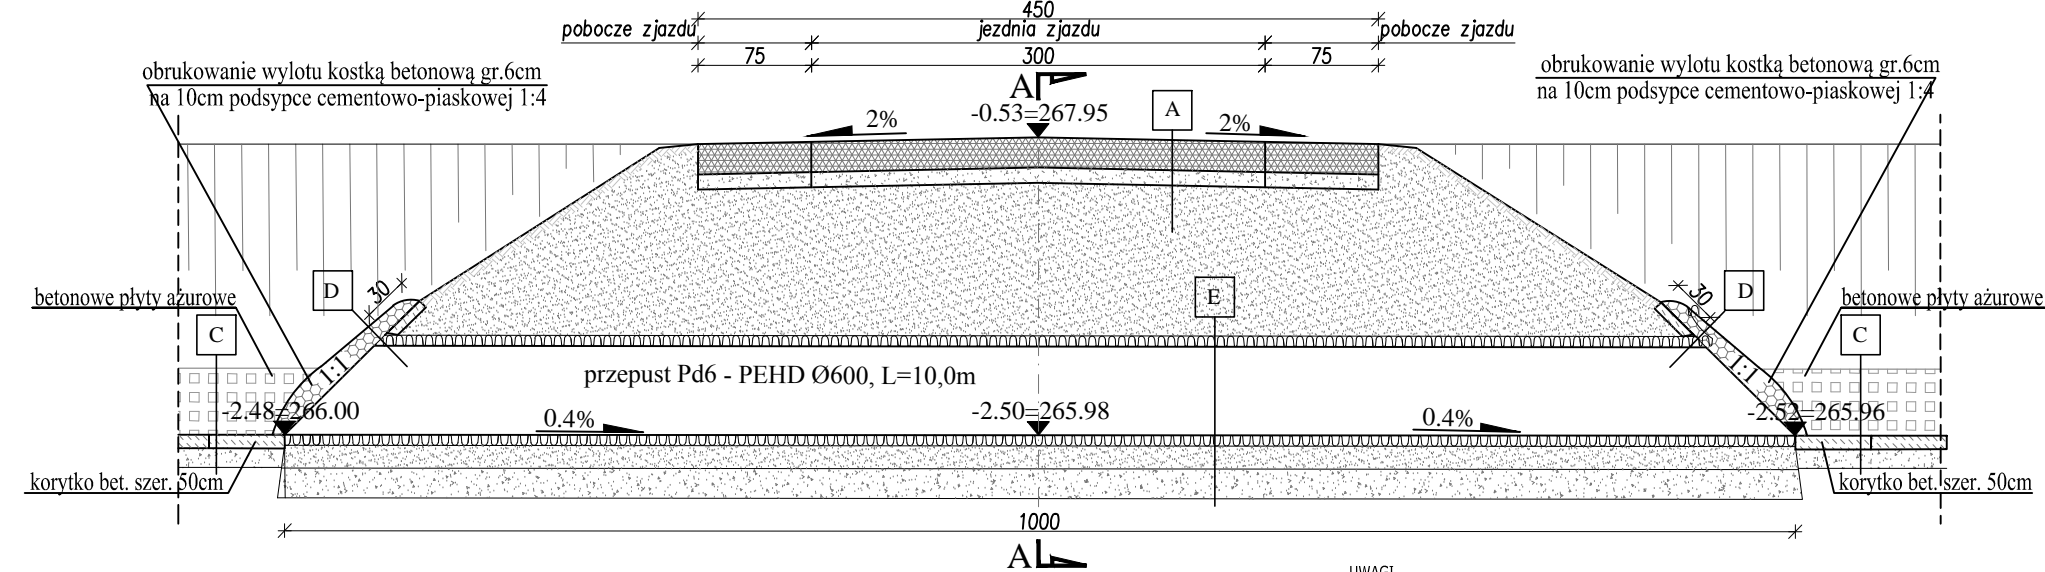 450
pobocze zjazdu
jezdnia zjazdu
pobocze zjazdu
75
300
75
obrukowanie wylotu kostką betonową gr.6cm
na 10cm podsypce cementowo-piaskowej 1:4
obrukowanie wylotu kostką betonową gr.6cm
na 10cm podsypce cementowo-piaskowej 1:4
A
-0.53=267.95
A
2%
2%
D
30
E
30
D
betonowe płyty ażurowe
betonowe płyty ażurowe
C
C
1:1
1:1
przepust Pd6 - PEHD Ø600, L=10,0m
-2.48=266.00
0.4%
-2.50=265.98
0.4%
-2.52=265.96
korytko bet. szer. 50cm
korytko bet. szer. 50cm
1000
A
UWAGI